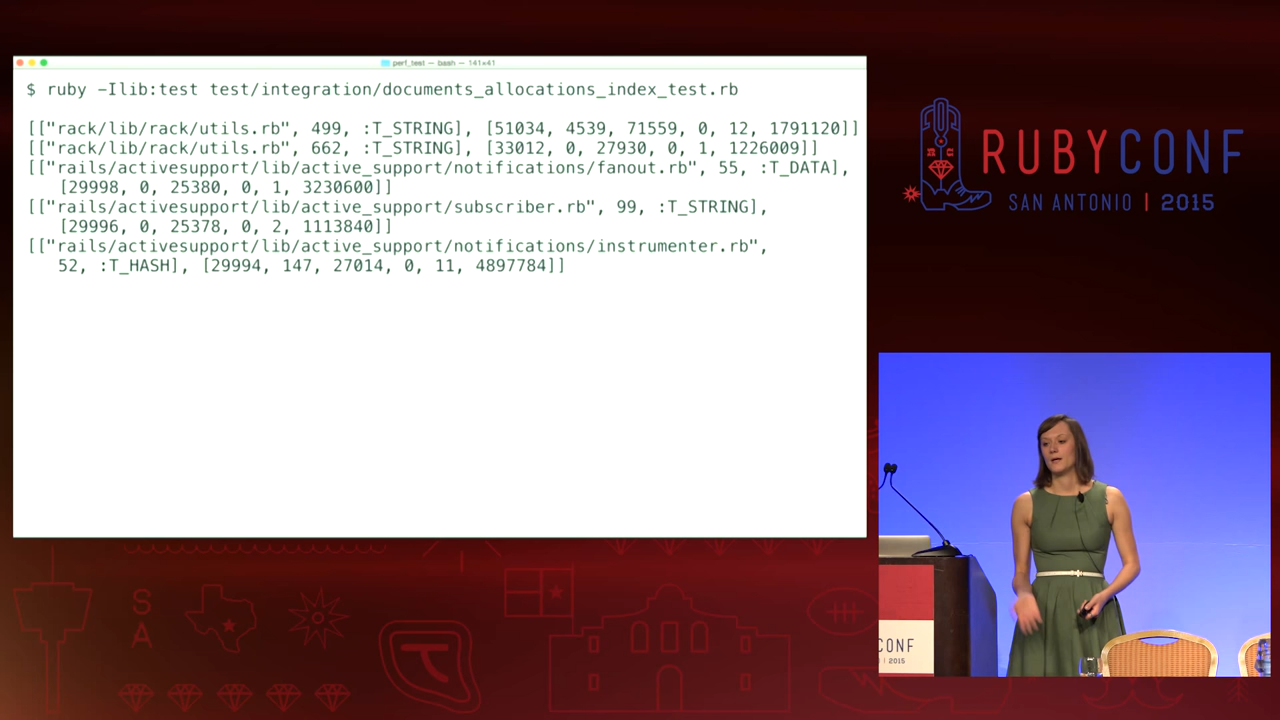 perf_test — bash — 141×41
$ ruby -Ilib:test test/integration/documents_allocations_index_test.rb
[["rack/lib/rack/utils.rb", 499, :T_STRING], [51034, 4539, 71559, 0, 12, 1791120]]
[["rack/lib/rack/utils.rb", 662, :T_STRING], [33012, 0, 27930, 0, 1, 1226009]]
[["rails/activesupport/lib/active_support/notifications/fanout.rb", 55, :T_DATA],
[29998, 0, 25380, 0, 1, 3230600]]
[["rails/activesupport/lib/active_support/subscriber.rb", 99, :T_STRING],
[29996, 0, 25378, 0, 2, 1113840]]
[["rails/activesupport/lib/active_support/notifications/instrumenter.rb",
52, :T_HASH], [29994, 147, 27014, 0, 11, 4897784]]
RC
RUBYCONF
SAN ANTONIO | 2015
CONF
| 2015
S
A